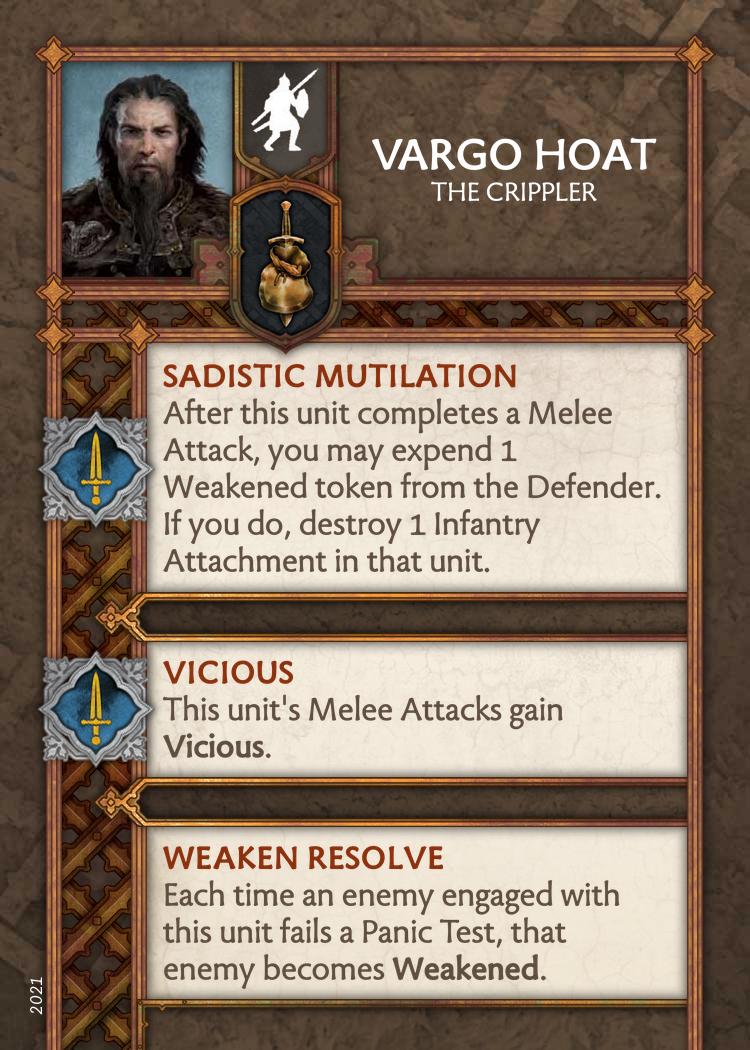 VARGO HOAT
THE CRIPPLER
SADISTIC MUTILATION
After this unit completes a Melee
Attack, you may expend 1
Weakened token from the Defender.
If you do, destroy 1 Infantry
Attachment in that unit.
VICIOUS
This unit's Melee Attacks gain
Vicious.
WEAKEN RESOLVE
Each time an enemy engaged with
this unit fails a Panic Test, that
enemy becomes Weakened.
2021